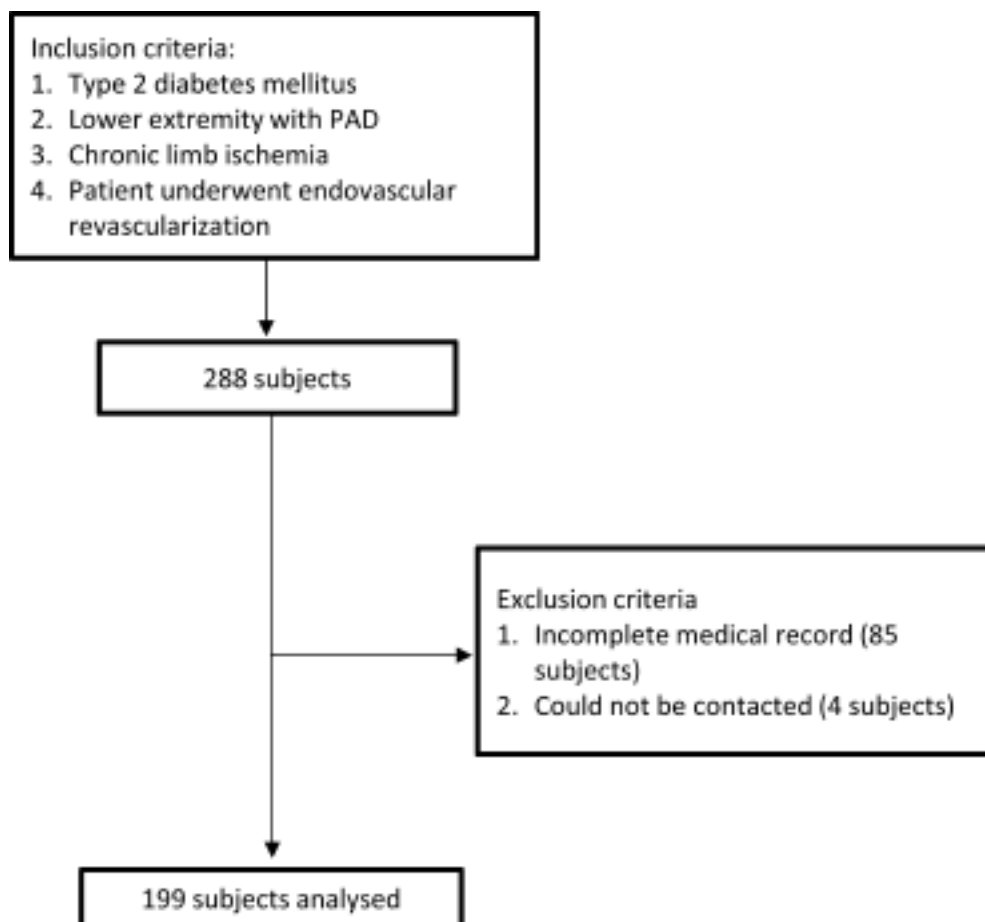 Inclusion criteria:
1. Type 2 diabetes mellitus
2. Lower extremity with PAD
3. Chronic limb ischemia
4. Patient underwent endovascular
revascularization
288 subjects
Exclusion criteria
1. Incomplete medical record (85
subjects)
2. Could not be contacted (4 subjects)
199 subjects analysed